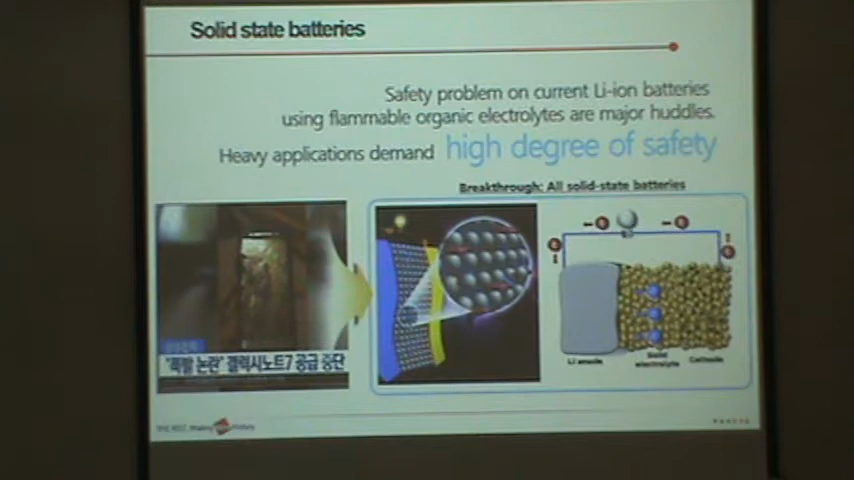 Solid state batteries
Safety problem on current Li-ion batteries
using flammable organic electrolytes are major huddles.
Heavy applications demand high degree of safety
Breakthrough: All solid-state batteries
"폭발 논란" 갤럭시노트7 공급 중단
Li anode
Solid
electrolyte
Cathode